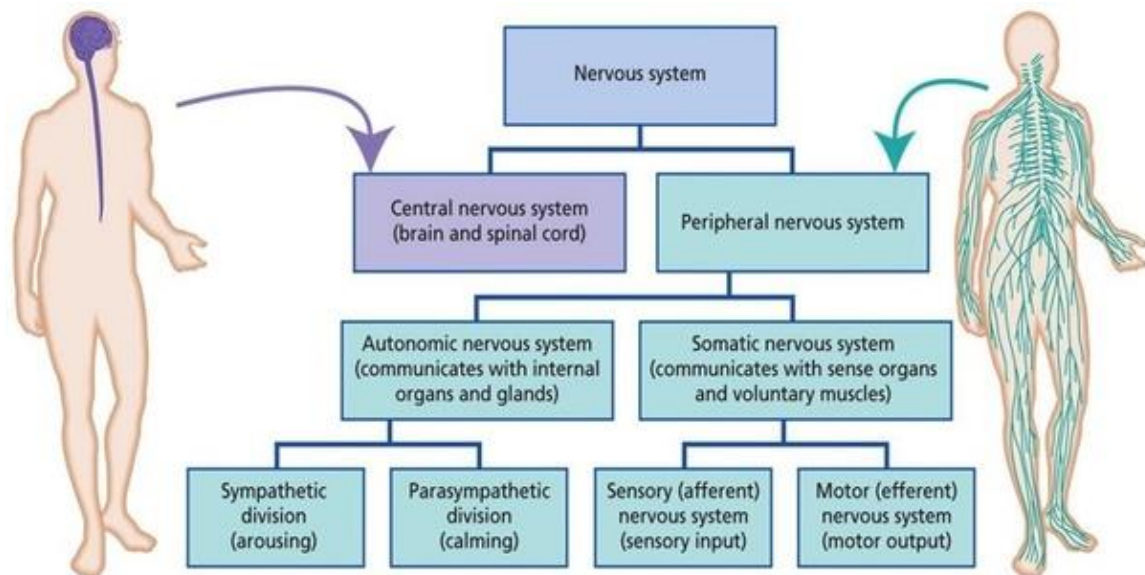 Nervous system
Central nervous system
(brain and spinal cord)
Peripheral nervous system
Autonomic nervous system
(communicates with internal
organs and glands)
Somatic nervous system
(communicates with sense organs
and voluntary muscles)
Sympathetic
division
(arousing)
Parasympathetic
division
(calming)
Sensory (afferent)
nervous system
(sensory input)
Motor (efferent)
nervous system
(motor output)